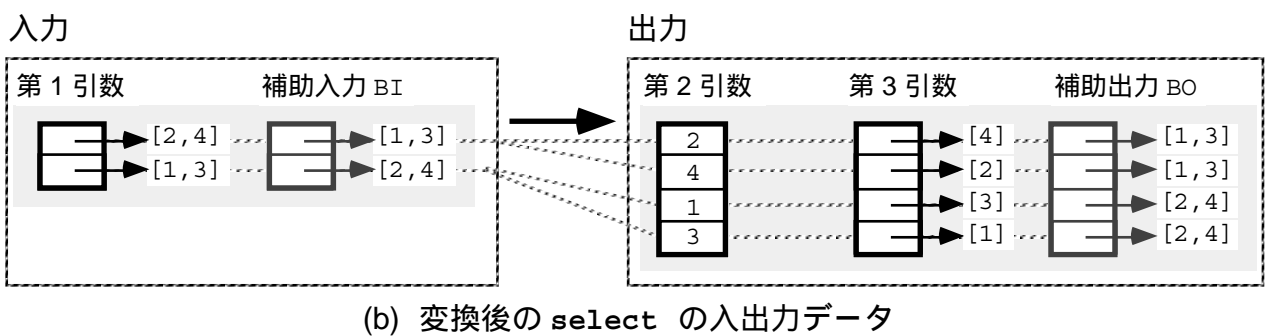 入力 出力
第1引数 補助入力 BI 第2引数 第3引数 補助出力 BO
[2,4] [1,3] 2 [4] [1,3]
[1,3] [2,4] 4 [2] [1,3]
1 [3] [2,4]
3 [1] [2,4]
(b) 変換後の select の入出力データ